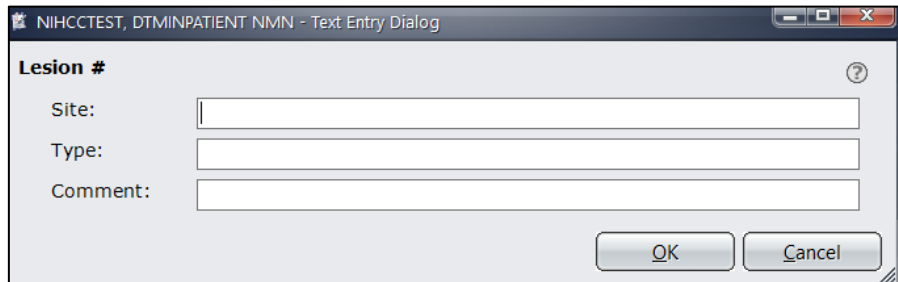 NIHCCTEST, DTMINPATIENT NMN - Text Entry Dialog
Lesion #
?
Site:
Type:
Comment:
OK Cancel